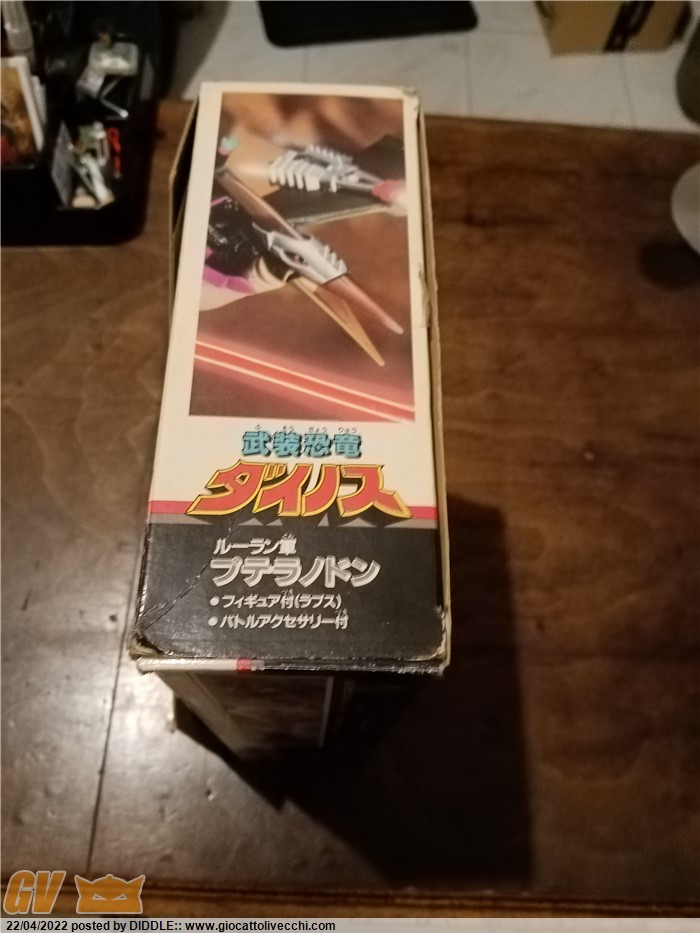 ぶ そう きょう りゅう
武装恐竜
ダイノス
ルーラン軍
プテラノドン
●フィギュア付(ラプス)
●バトルアクセサリー付
GV
22/04/2022 posted by DIDDLE:: www.giocattolivecchi.com